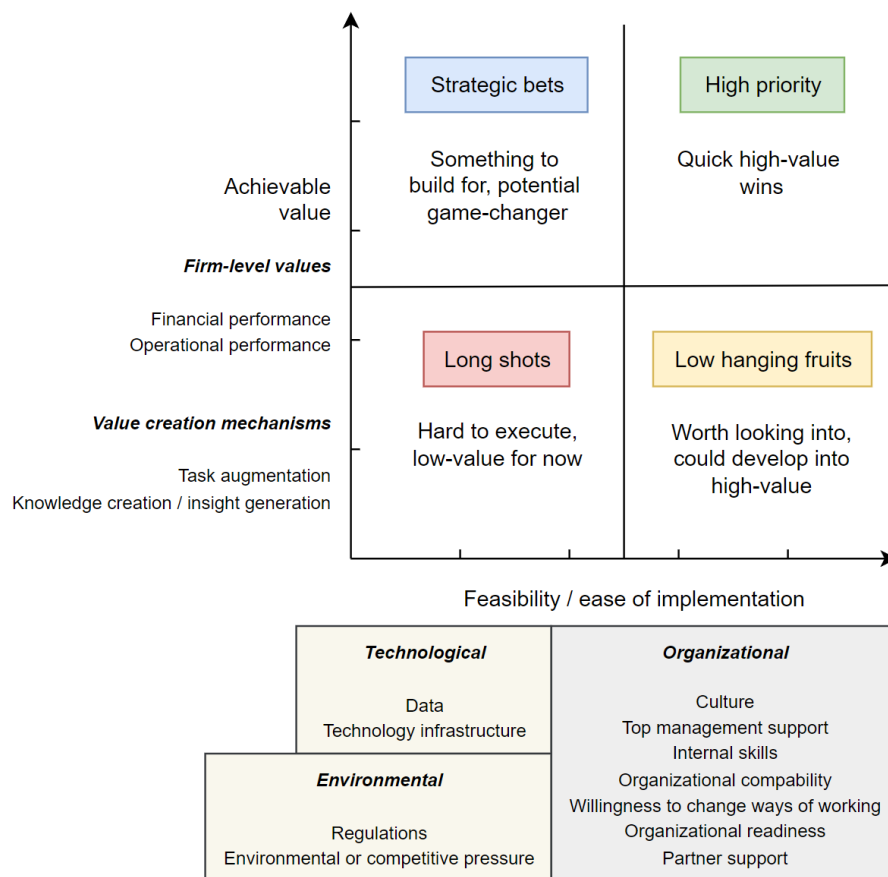 Strategic bets
High priority
Something to
build for, potential
game-changer
Quick high-value
wins
Achievable
value
Firm-level values
Financial performance
Operational performance
Long shots
Low hanging fruits
Value creation mechanisms
Hard to execute,
low-value for now
Worth looking into,
could develop into
high-value
Task augmentation
Knowledge creation / insight generation
Feasibility / ease of implementation
Technological
Data
Technology infrastructure
Environmental
Regulations
Environmental or competitive pressure
Organizational
Culture
Top management support
Internal skills
Organizational compability
Willingness to change ways of working
Organizational readiness
Partner support